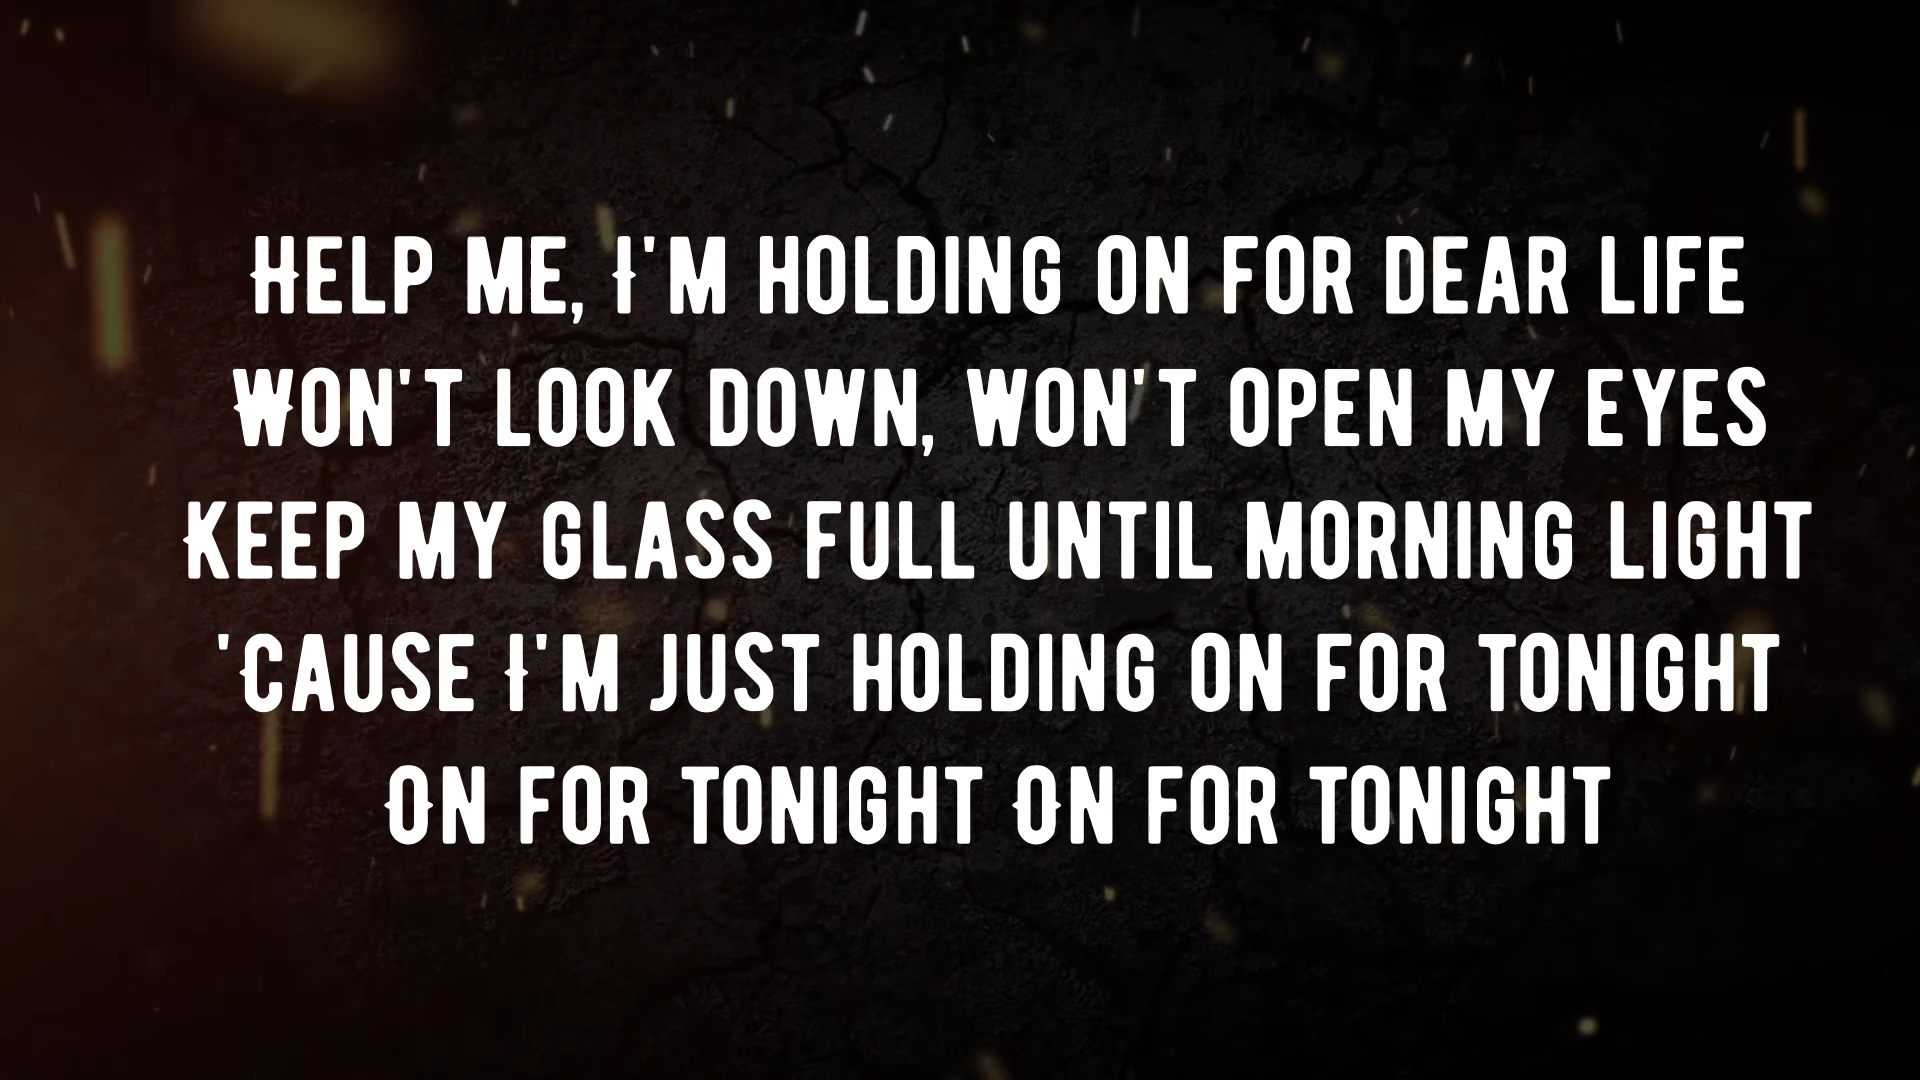 Help me, I'm holding on for dear life
Won't look down, won't open my eyes
Keep my glass full until morning light
'Cause I'm just holding on for tonight
On for tonight On for tonight